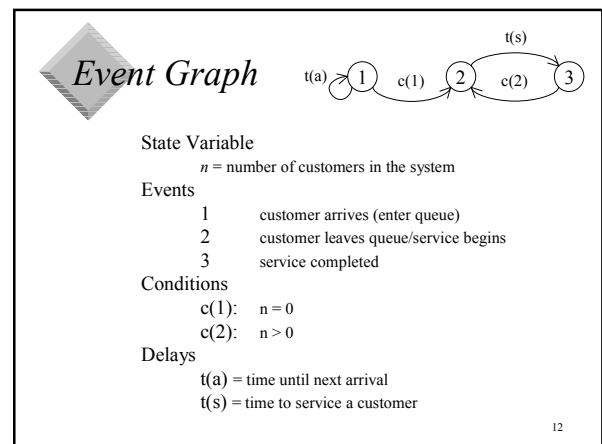 Event Graph
t(s)
t(a) 1 c(1) 2 c(2) 3
State Variable
n = number of customers in the system
Events
1 customer arrives (enter queue)
2 customer leaves queue/service begins
3 service completed
Conditions
c(1): n = 0
c(2): n > 0
Delays
t(a) = time until next arrival
t(s) = time to service a customer
12